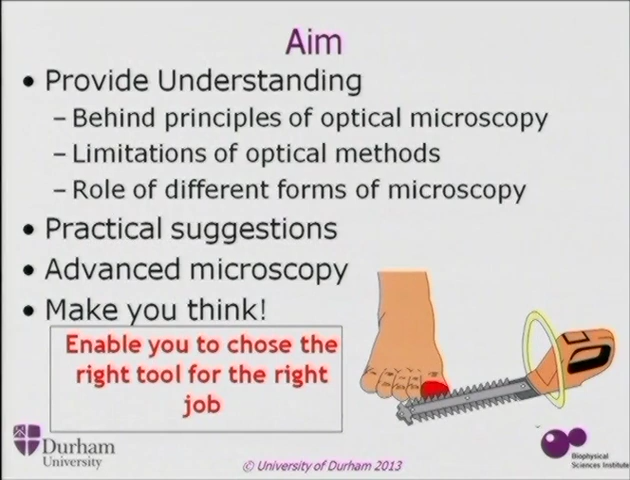 Aim
• Provide Understanding
– Behind principles of optical microscopy
– Limitations of optical methods
– Role of different forms of microscopy
• Practical suggestions
• Advanced microscopy
• Make you think!
Enable you to chose the
right tool for the right
job
Durham
University
© University of Durham 2013
Biophysical
Sciences Institute